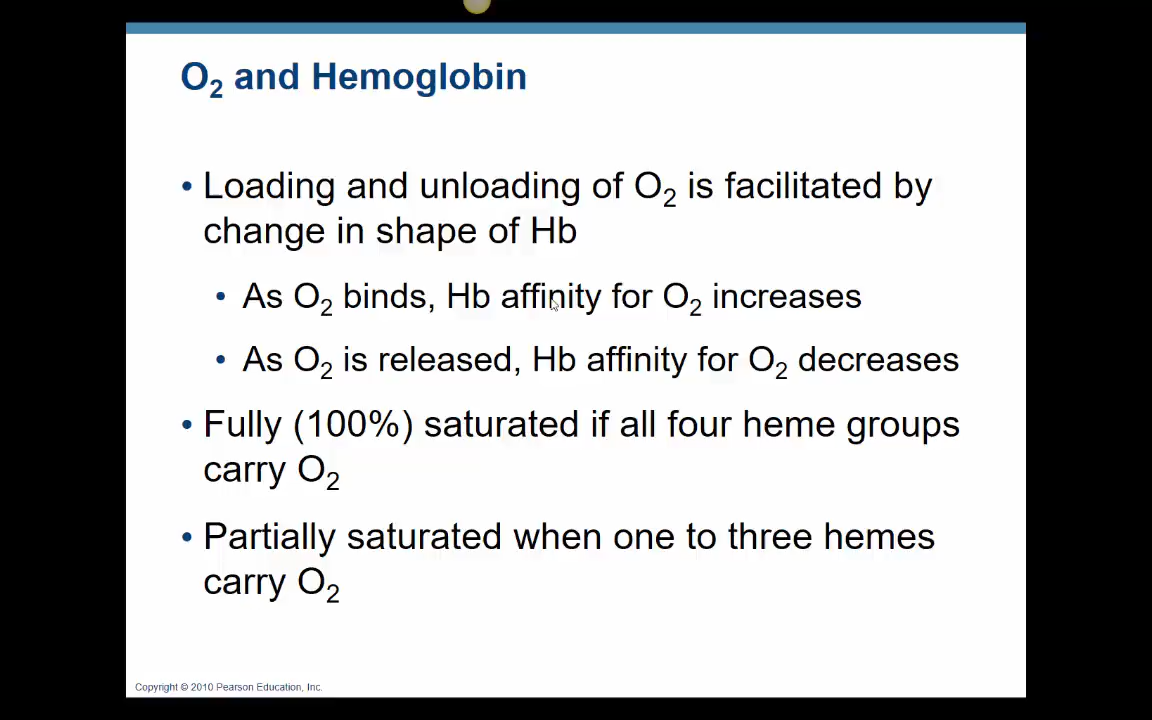 O2 and Hemoglobin
• Loading and unloading of O2 is facilitated by
change in shape of Hb
• As O2 binds, Hb affinity for O2 increases
• As O2 is released, Hb affinity for O2 decreases
• Fully (100%) saturated if all four heme groups
carry O2
• Partially saturated when one to three hemes
carry O2
Copyright © 2010 Pearson Education, Inc.